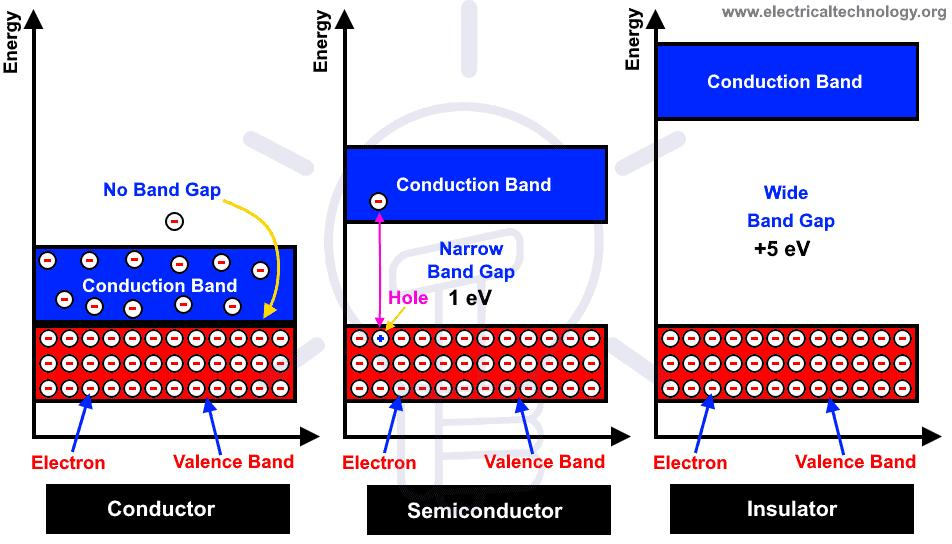 www.electricaltechnology.org
Energy
No Band Gap
Conduction Band
Electron
Valence Band
Conductor
Energy
Conduction Band
Narrow
Band Gap
Hole
1 eV
Electron
Valence Band
Semiconductor
Energy
Conduction Band
Wide
Band Gap
+5 eV
Electron
Valence Band
Insulator